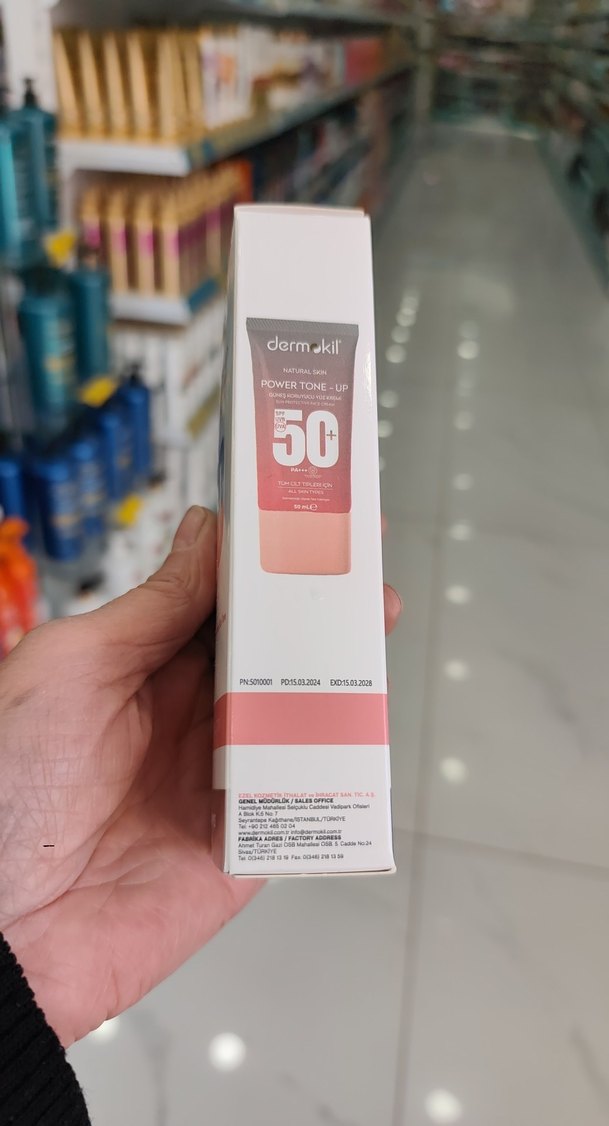 dermokil®
NATURAL SKIN
POWER TONE - UP
GÜNEŞ KORUYUCU YÜZ KREMİ
SUN PROTECTIVE FACE CREAM
SPF
UVB
UVA
50+
PA+++
TÜM CİLT TİPLERİ İÇİN
ALL SKIN TYPES
50 mL e
PN:5010001 PD:15.03.2024 EXD:15.03.2028
EZEL KOZMETİK İTHALAT ve İHRACAT SAN. TİC. A.Ş.
GENEL MÜDÜRLÜK / SALES OFFICE
Hamidiye Mahallesi Selçuklu Caddesi Vadipark Ofisleri
A Blok K:5 No: 7
Seyrantepe Kağıthane/İSTANBUL/TÜRKİYE
Tel: +90 212 485 02 04
www.dermokil.com.tr info@dermokil.com.tr
FABRİKA ADRES / FACTORY ADDRESS
Ahmet Turan Gazi OSB Mahallesi OSB. 5. Cadde No:24
Sivas/TÜRKİYE
Tel: 0(346) 218 13 19 Fax: 0(346) 218 13 59